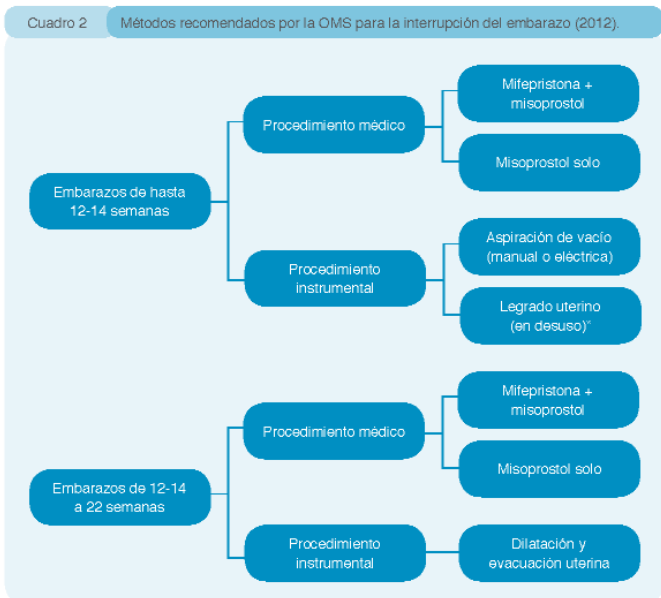 Cuadro 2
Métodos recomendados por la OMS para la interrupción del embarazo (2012).
Embarazos de hasta
12-14 semanas
Procedimiento médico
Mifepristona +
misoprostol
Misoprostol solo
Procedimiento
instrumental
Aspiración de vacío
(manual o eléctrica)
Legrado uterino
(en desuso)*
Embarazos de 12-14
a 22 semanas
Procedimiento médico
Mifepristona +
misoprostol
Misoprostol solo
Procedimiento
instrumental
Dilatación y
evacuación uterina